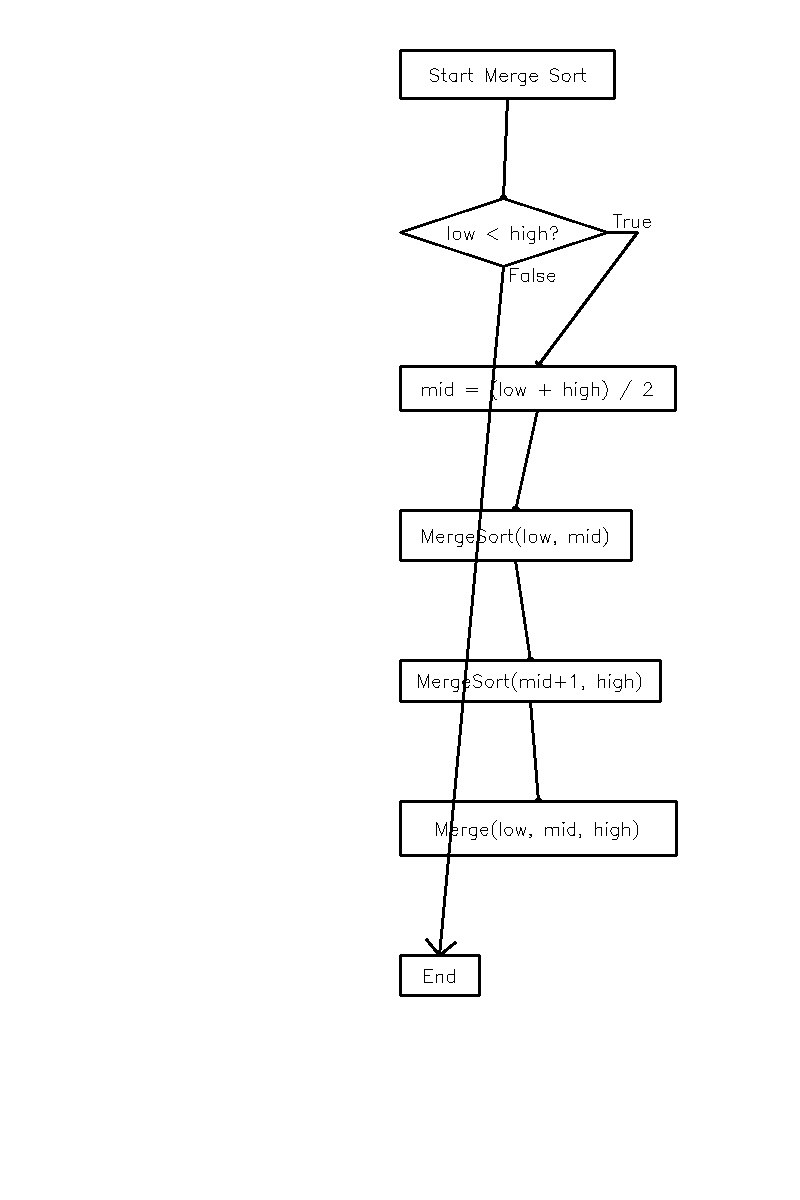 Start Merge Sort
low < high?
True
False
mid = (low + high) / 2
MergeSort(low, mid)
MergeSort(mid+1, high)
Merge(low, mid, high)
End